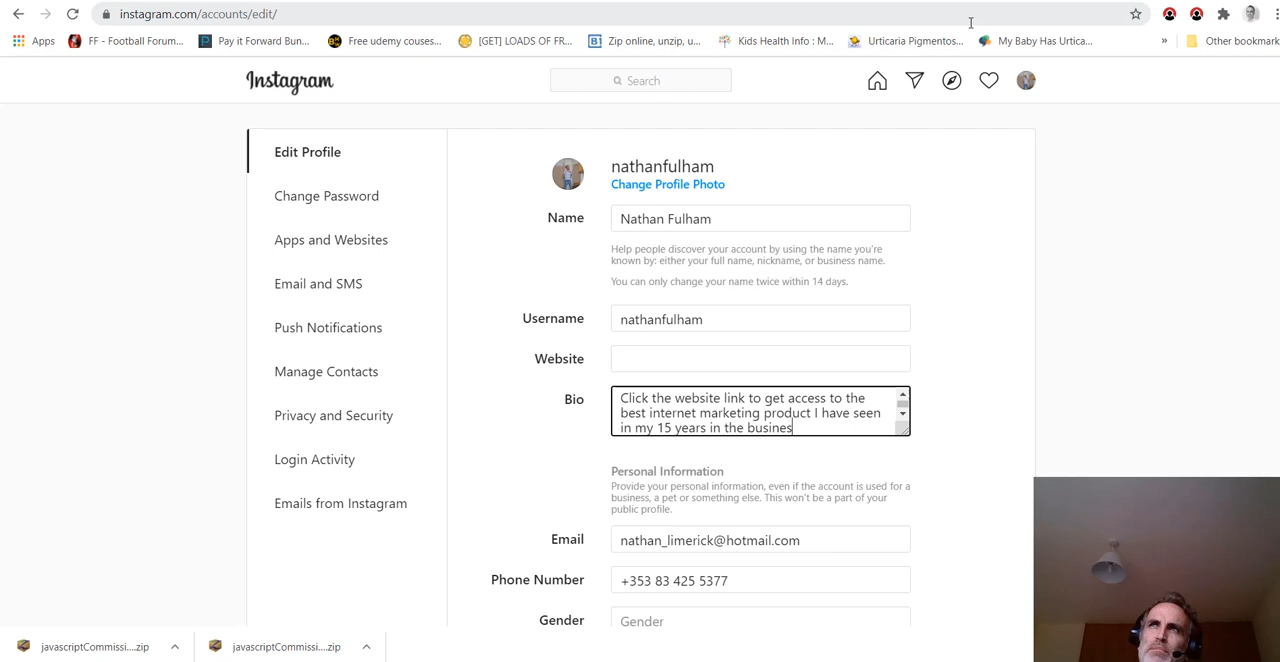 instagram.com/accounts/edit/
Apps
FF - Football Forum...
Pay it Forward Bun...
Free udemy couses...
[GET] LOADS OF FR...
Zip online, unzip, u...
Kids Health Info : M...
Urticaria Pigmentos...
My Baby Has Urtica...
»
Other bookmark
Instagram
Search
Edit Profile
Change Password
Apps and Websites
Email and SMS
Push Notifications
Manage Contacts
Privacy and Security
Login Activity
Emails from Instagram
nathanfulham
Change Profile Photo
Name
Nathan Fulham
Help people discover your account by using the name you're
known by: either your full name, nickname, or business name.
You can only change your name twice within 14 days.
Username
nathanfulham
Website
Bio
Click the website link to get access to the
best internet marketing product I have seen
in my 15 years in the busines
Personal Information
Provide your personal information, even if the account is used for a
business, a pet or something else. This won't be a part of your
public profile.
Email
nathan_limerick@hotmail.com
Phone Number
+353 83 425 5377
Gender
Gender
javascriptCommissi....zip
javascriptCommissi....zip